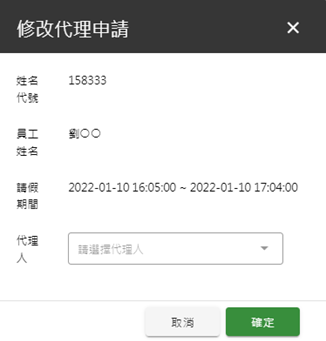 修改代理申請 ✕
姓名 158333
代號
員工 劉〇〇
姓名
請假 2022-01-10 16:05:00 ~ 2022-01-10 17:04:00
期間
代理 請選擇代理人
人
取消 確定